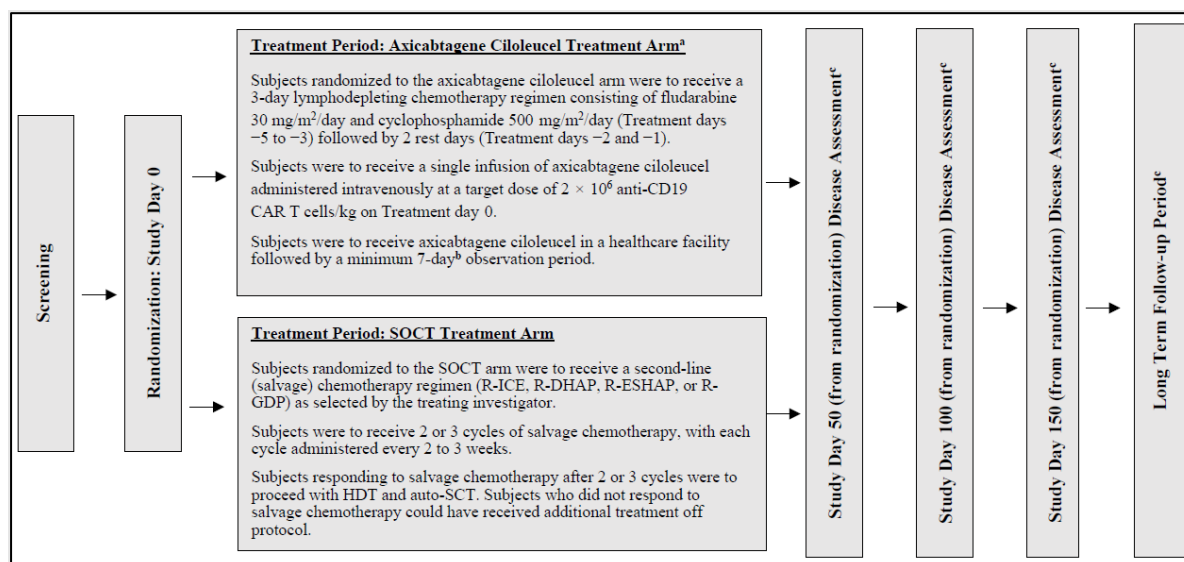 Screening
Randomization: Study Day 0
Treatment Period: Axicabtagene Ciloleucel Treatment Armᵃ
Subjects randomized to the axicabtagene ciloleucel arm were to receive a
3-day lymphodepleting chemotherapy regimen consisting of fludarabine
30 mg/m²/day and cyclophosphamide 500 mg/m²/day (Treatment days
−5 to −3) followed by 2 rest days (Treatment days −2 and −1).
Subjects were to receive a single infusion of axicabtagene ciloleucel
administered intravenously at a target dose of 2 × 10⁶ anti-CD19
CAR T cells/kg on Treatment day 0.
Subjects were to receive axicabtagene ciloleucel in a healthcare facility
followed by a minimum 7-dayᵇ observation period.
Treatment Period: SOCT Treatment Arm
Subjects randomized to the SOCT arm were to receive a second-line
(salvage) chemotherapy regimen (R-ICE, R-DHAP, R-ESHAP, or R-
GDP) as selected by the treating investigator.
Subjects were to receive 2 or 3 cycles of salvage chemotherapy, with each
cycle administered every 2 to 3 weeks.
Subjects responding to salvage chemotherapy after 2 or 3 cycles were to
proceed with HDT and auto-SCT. Subjects who did not respond to
salvage chemotherapy could have received additional treatment off
protocol.
Study Day 50 (from randomization) Disease Assessmentᶜ
Study Day 100 (from randomization) Disease Assessmentᶜ
Study Day 150 (from randomization) Disease Assessmentᶜ
Long Term Follow-up Periodᶜ